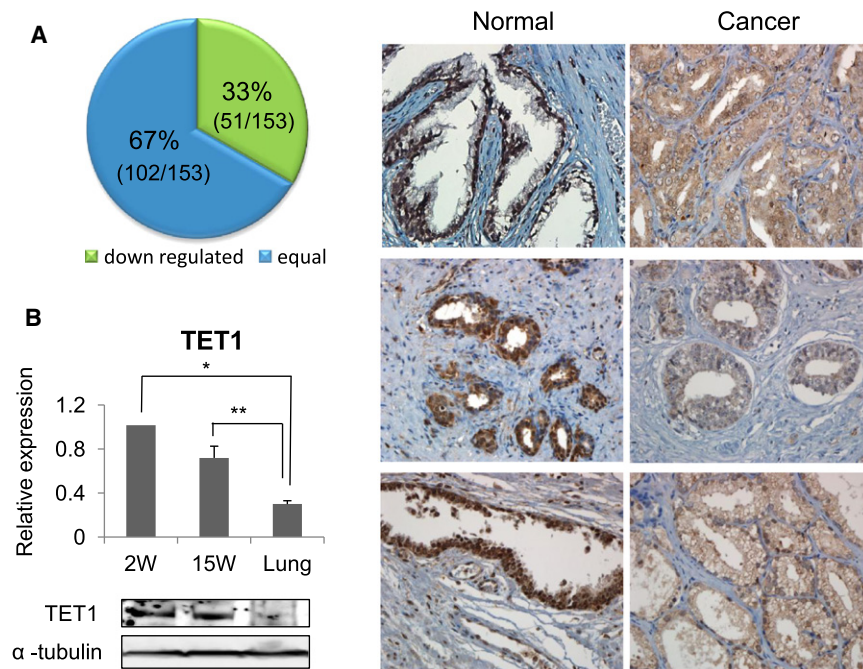 A
Normal
Cancer
33%
(51/153)
67%
(102/153)
down regulated
equal
B
TET1
*
**
Relative expression
1.2
0.8
0.4
0
2W
15W
Lung
TET1
α -tubulin